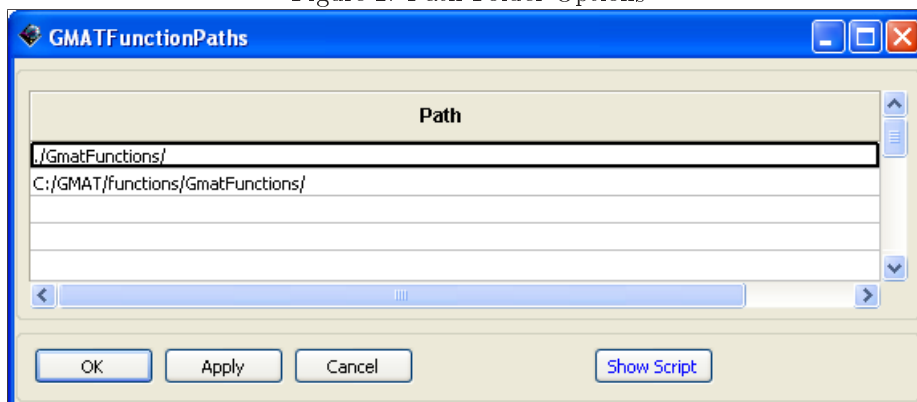 GMATFunctionPaths
Path
./GmatFunctions/
C:/GMAT/functions/GmatFunctions/
OK Apply Cancel Show Script